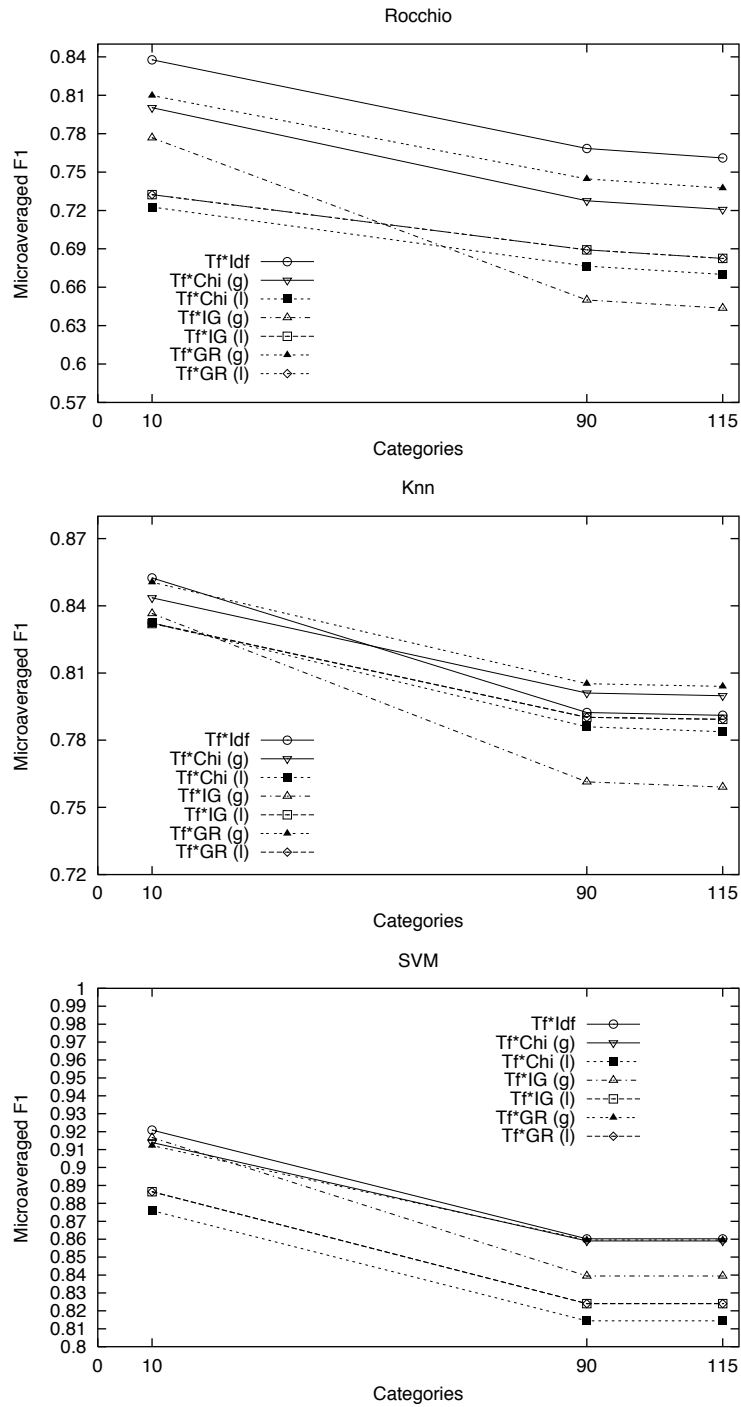 Rocchio
0.84
0.81
0.78
0.75
0.72
0.69
0.66
0.63
0.6
0.57
Microaveraged F1
Tf*Idf
Tf*Chi (g)
Tf*Chi (l)
Tf*IG (g)
Tf*IG (l)
Tf*GR (g)
Tf*GR (l)
0 10 90 115
Categories
Knn
0.87
0.84
0.81
0.78
0.75
0.72
Microaveraged F1
Tf*Idf
Tf*Chi (g)
Tf*Chi (l)
Tf*IG (g)
Tf*IG (l)
Tf*GR (g)
Tf*GR (l)
0 10 90 115
Categories
SVM
1
0.99
0.98
0.97
0.96
0.95
0.94
0.93
0.92
0.91
0.9
0.89
0.88
0.87
0.86
0.85
0.84
0.83
0.82
0.81
0.8
Microaveraged F1
Tf*Idf
Tf*Chi (g)
Tf*Chi (l)
Tf*IG (g)
Tf*IG (l)
Tf*GR (g)
Tf*GR (l)
0 10 90 115
Categories